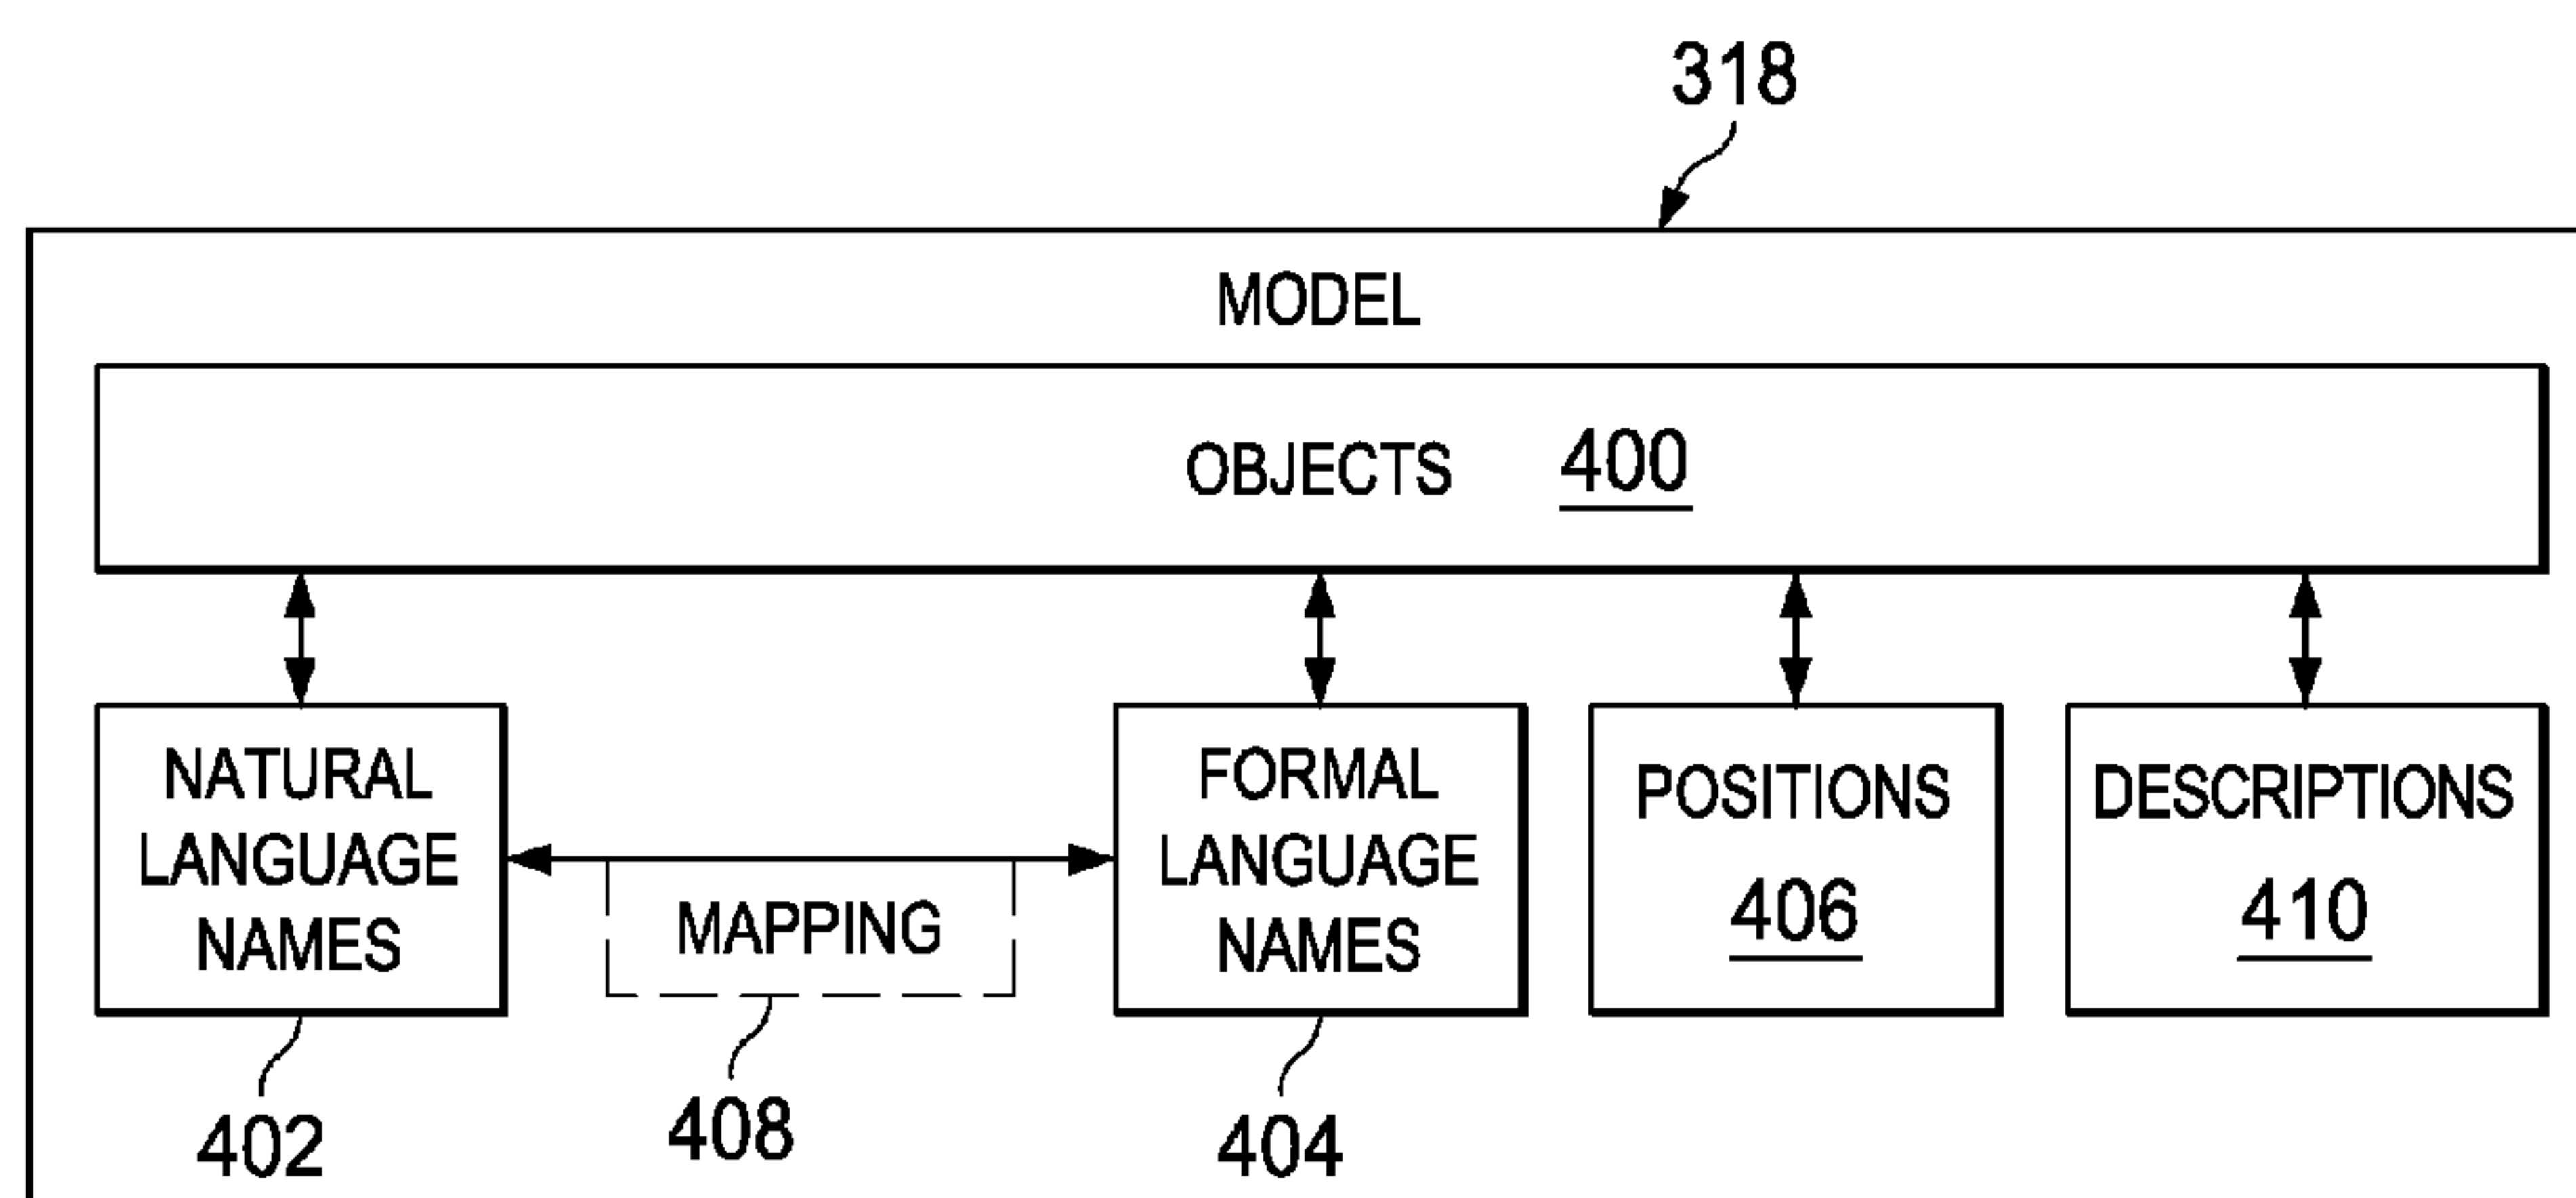 318
MODEL
OBJECTS 400
NATURAL
LANGUAGE
NAMES
MAPPING
FORMAL
LANGUAGE
NAMES
POSITIONS
406
DESCRIPTIONS
410
402
408
404